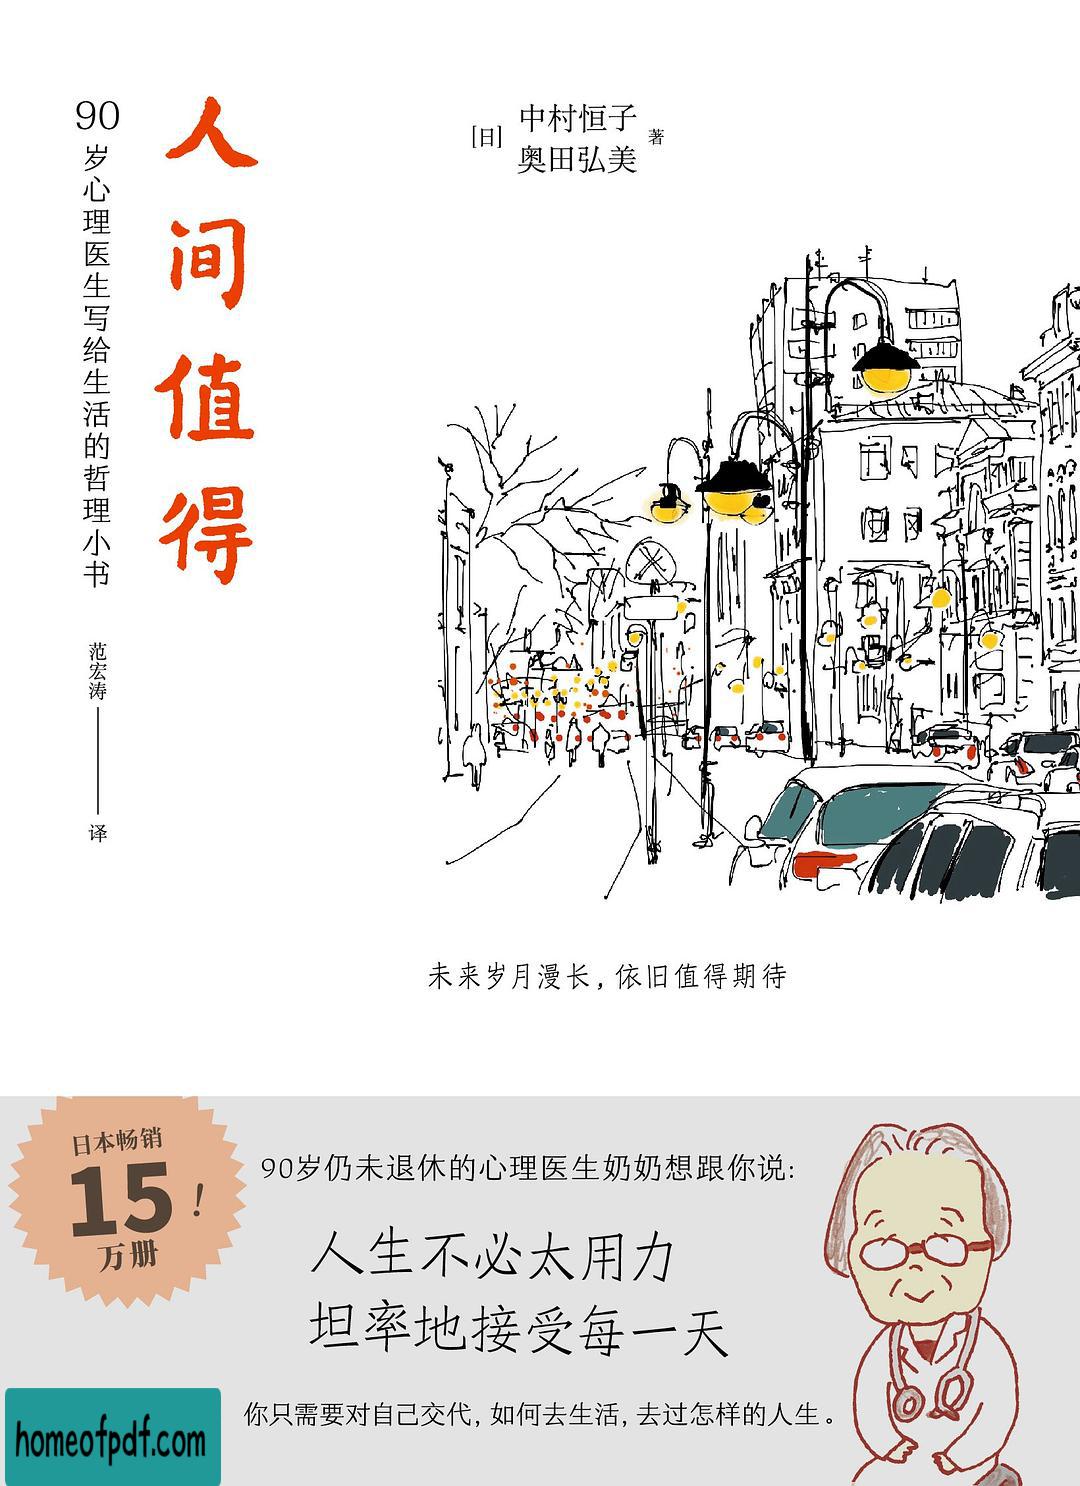 90岁心理医生写给生活的哲理小书
人间值得
[日] 中村恒子
奥田弘美 著
范宏涛——译
未来岁月漫长，依旧值得期待
日本畅销
15
万册！
90岁仍未退休的心理医生奶奶想跟你说：
人生不必太用力
坦率地接受每一天
你只需要对自己交代，如何去生活，去过怎样的人生。
homeofpdf.com